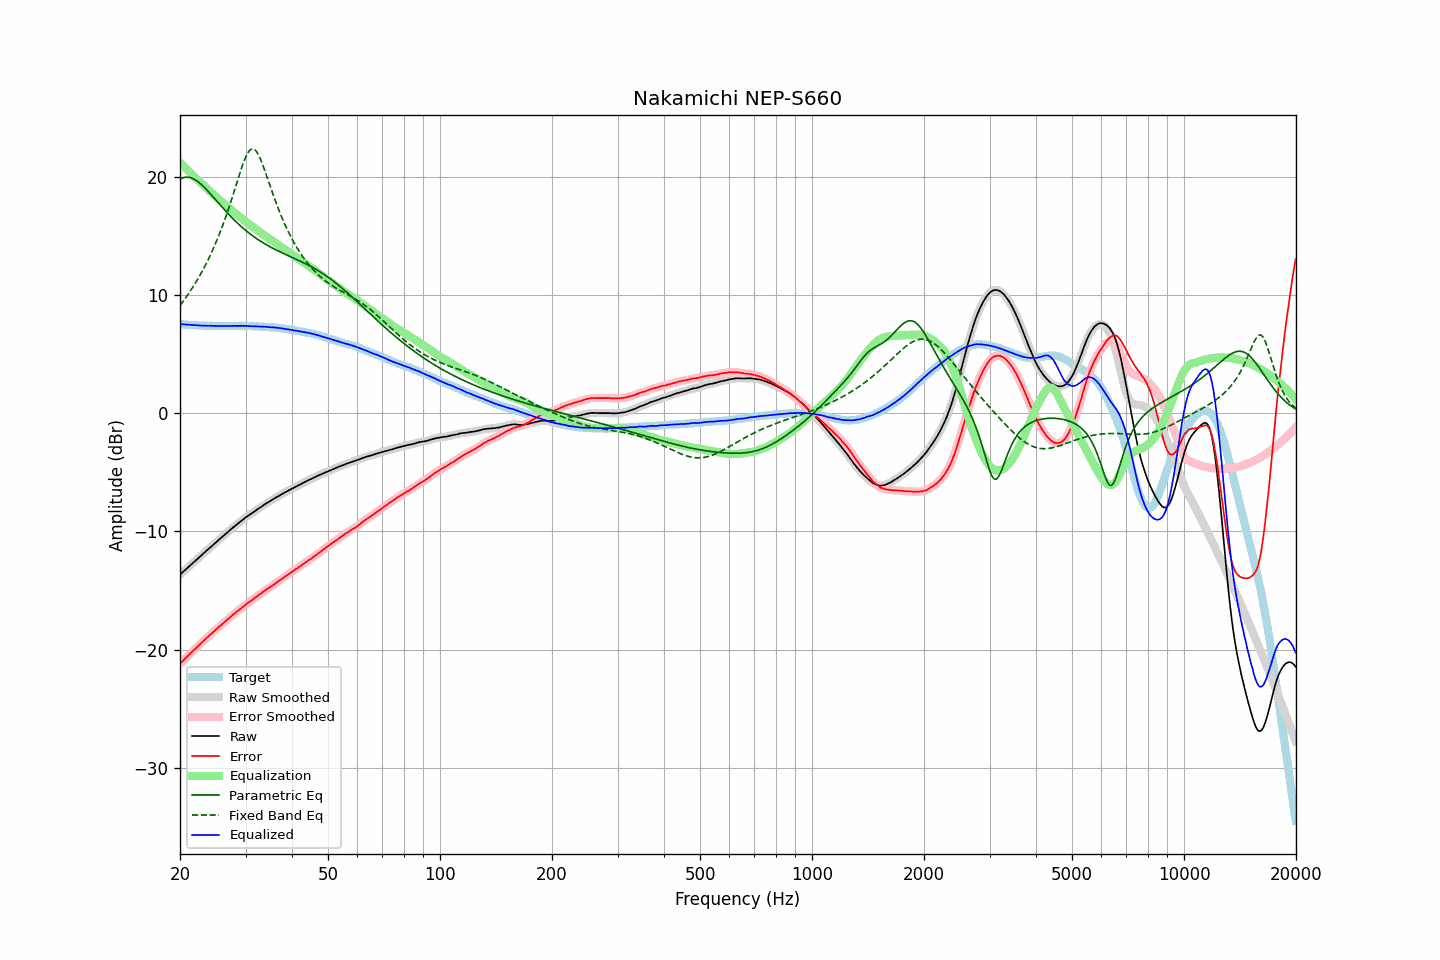 Nakamichi NEP-S660
Amplitude (dBr)
20
10
0
−10
−20
−30
Target
Raw Smoothed
Error Smoothed
Raw
Error
Equalization
Parametric Eq
Fixed Band Eq
Equalized
20
50
100
200
500
1000
2000
5000
10000
20000
Frequency (Hz)